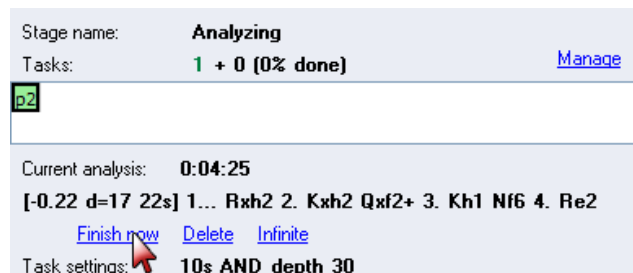 Stage name: Analyzing
Tasks: 1 + 0 (0% done) Manage
p2
Current analysis: 0:04:25
[-0.22 d=17 22s] 1... Rxh2 2. Kxh2 Qxf2+ 3. Kh1 Nf6 4. Re2
Finish now Delete Infinite
Task settings: 10s AND depth 30